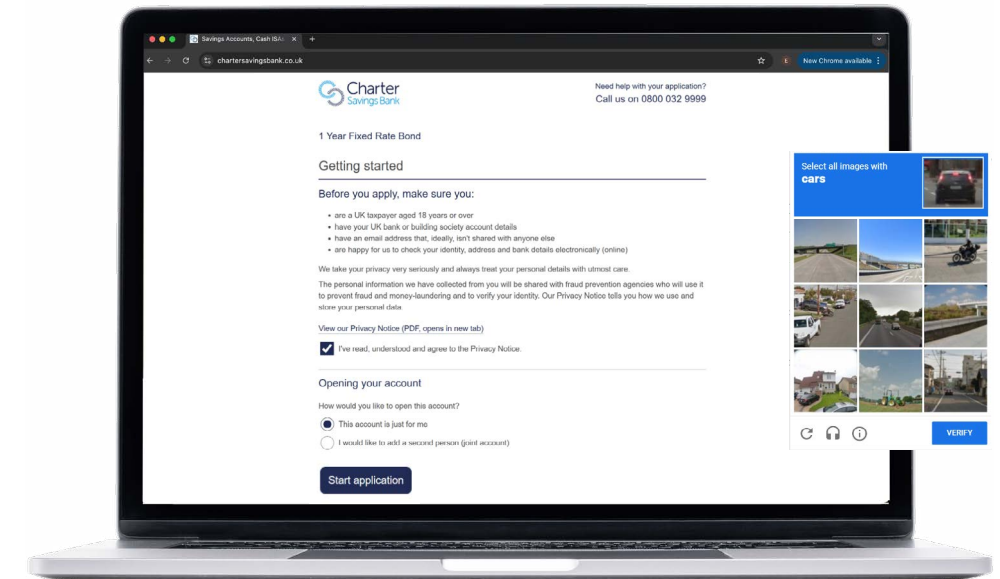 Savings Accounts, Cash ISAs
chartersavingsbank.co.uk
E
New Chrome available
Charter
Savings Bank
Need help with your application?
Call us on 0800 032 9999
1 Year Fixed Rate Bond
Getting started
Before you apply, make sure you:
• are a UK taxpayer aged 18 years or over
• have your UK bank or building society account details
• have an email address that, ideally, isn't shared with anyone else
• are happy for us to check your identity, address and bank details electronically (online)
We take your privacy very seriously and always treat your personal details with utmost care.
The personal information we have collected from you will be shared with fraud prevention agencies who will use it
to prevent fraud and money-laundering and to verify your identity. Our Privacy Notice tells you how we use and
store your personal data.
View our Privacy Notice (PDF, opens in new tab)
I've read, understood and agree to the Privacy Notice.
Opening your account
How would you like to open this account?
This account is just for me
I would like to add a second person (joint account)
Start application
Select all images with
cars
VERIFY